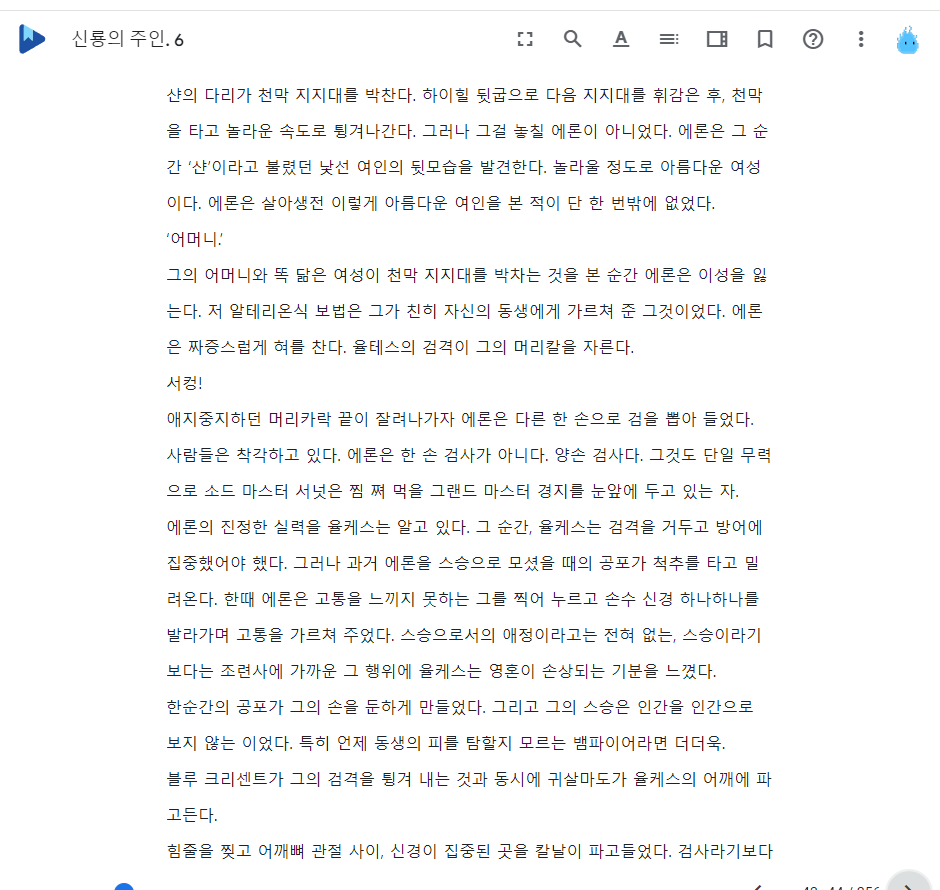 신룡의 주인. 6
샨의 다리가 천막 지지대를 박찬다. 하이힐 뒷굽으로 다음 지지대를 휘감은 후, 천막
을 타고 놀라운 속도로 튕겨나간다. 그러나 그걸 놓칠 에론이 아니었다. 에론은 그 순
간 ‘샨’이라고 불렸던 낯선 여인의 뒷모습을 발견한다. 놀라울 정도로 아름다운 여성
이다. 에론은 살아생전 이렇게 아름다운 여인을 본 적이 단 한 번밖에 없었다.
‘어머니.’
그의 어머니와 똑 닮은 여성이 천막 지지대를 박차는 것을 본 순간 에론은 이성을 잃
는다. 저 알테리온식 보법은 그가 친히 자신의 동생에게 가르쳐 준 그것이었다. 에론
은 짜증스럽게 혀를 찬다. 율테스의 검격이 그의 머리칼을 자른다.
서컹!
애지중지하던 머리카락 끝이 잘려나가자 에론은 다른 한 손으로 검을 뽑아 들었다.
사람들은 착각하고 있다. 에론은 한 손 검사가 아니다. 양손 검사다. 그것도 단일 무력
으로 소드 마스터 서넛은 찜 쪄 먹을 그랜드 마스터 경지를 눈앞에 두고 있는 자.
에론의 진정한 실력을 율케스는 알고 있다. 그 순간, 율케스는 검격을 거두고 방어에
집중했어야 했다. 그러나 과거 에론을 스승으로 모셨을 때의 공포가 척추를 타고 밀
려온다. 한때 에론은 고통을 느끼지 못하는 그를 찍어 누르고 손수 신경 하나하나를
발라가며 고통을 가르쳐 주었다. 스승으로서의 애정이라고는 전혀 없는, 스승이라기
보다는 조련사에 가까운 그 행위에 율케스는 영혼이 손상되는 기분을 느꼈다.
한순간의 공포가 그의 손을 둔하게 만들었다. 그리고 그의 스승은 인간을 인간으로
보지 않는 이었다. 특히 언제 동생의 피를 탐할지 모르는 뱀파이어라면 더더욱.
블루 크리센트가 그의 검격을 튕겨 내는 것과 동시에 귀살마도가 율케스의 어깨에 파
고든다.
힘줄을 찢고 어깨뼈 관절 사이, 신경이 집중된 곳을 칼날이 파고들었다. 검사라기보다